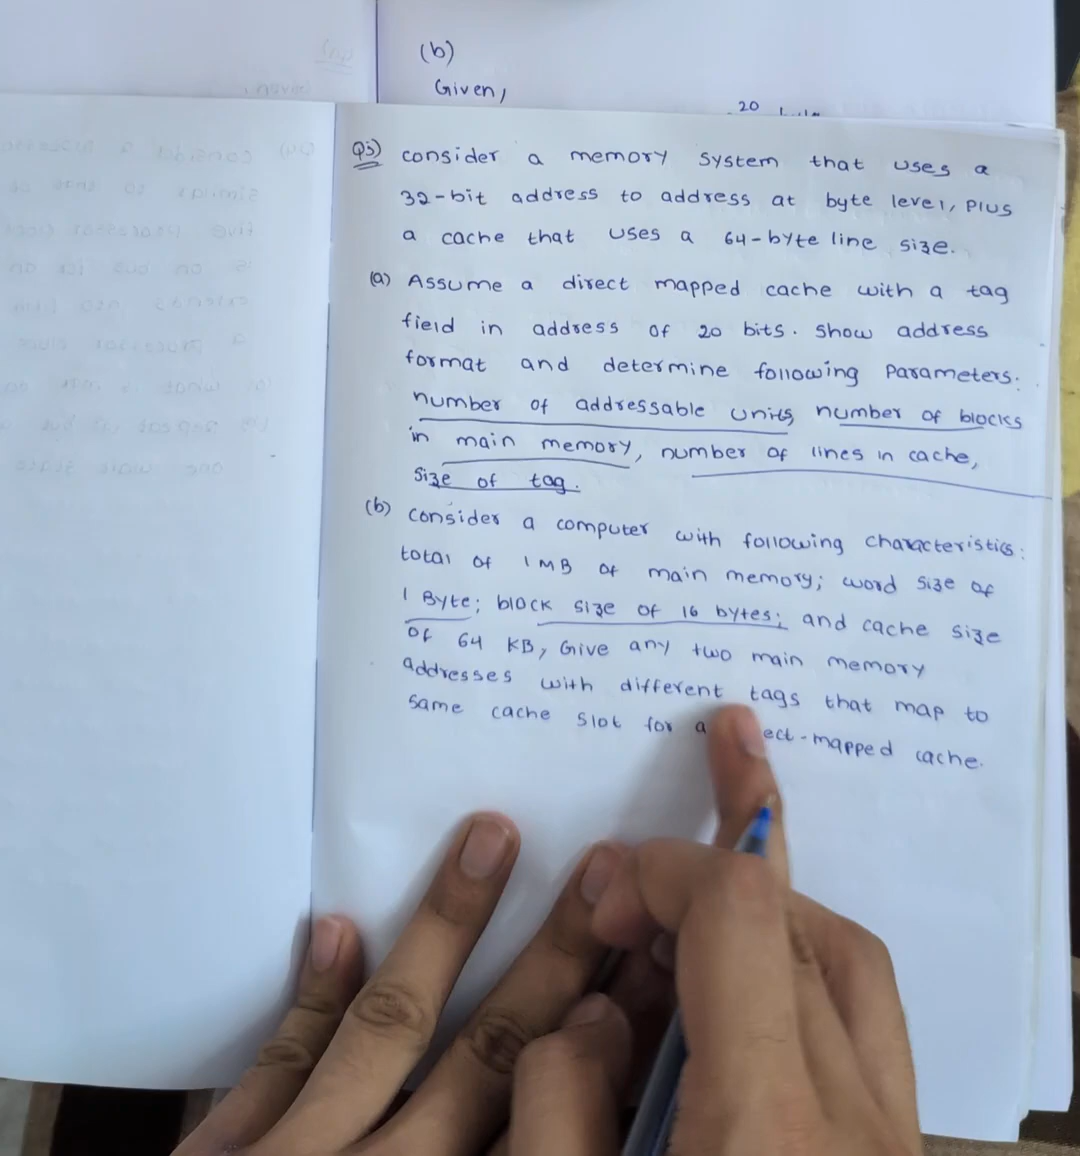 (b)
Given,
20
Q3) consider a memory system that uses a
32-bit address to address at byte level, plus
a cache that uses a 64-byte line size.
(a) Assume a direct mapped cache with a tag
field in address of 20 bits. show address
format and determine following parameters:
number of addressable units, number of blocks
in main memory, number of lines in cache,
size of tag.
(b) consider a computer with following characteristics:
total of 1MB of main memory; word size of
1 Byte; block size of 16 bytes; and cache size
of 64 KB, Give any two main memory
addresses with different tags that map to
same cache slot for a ect-mapped cache.